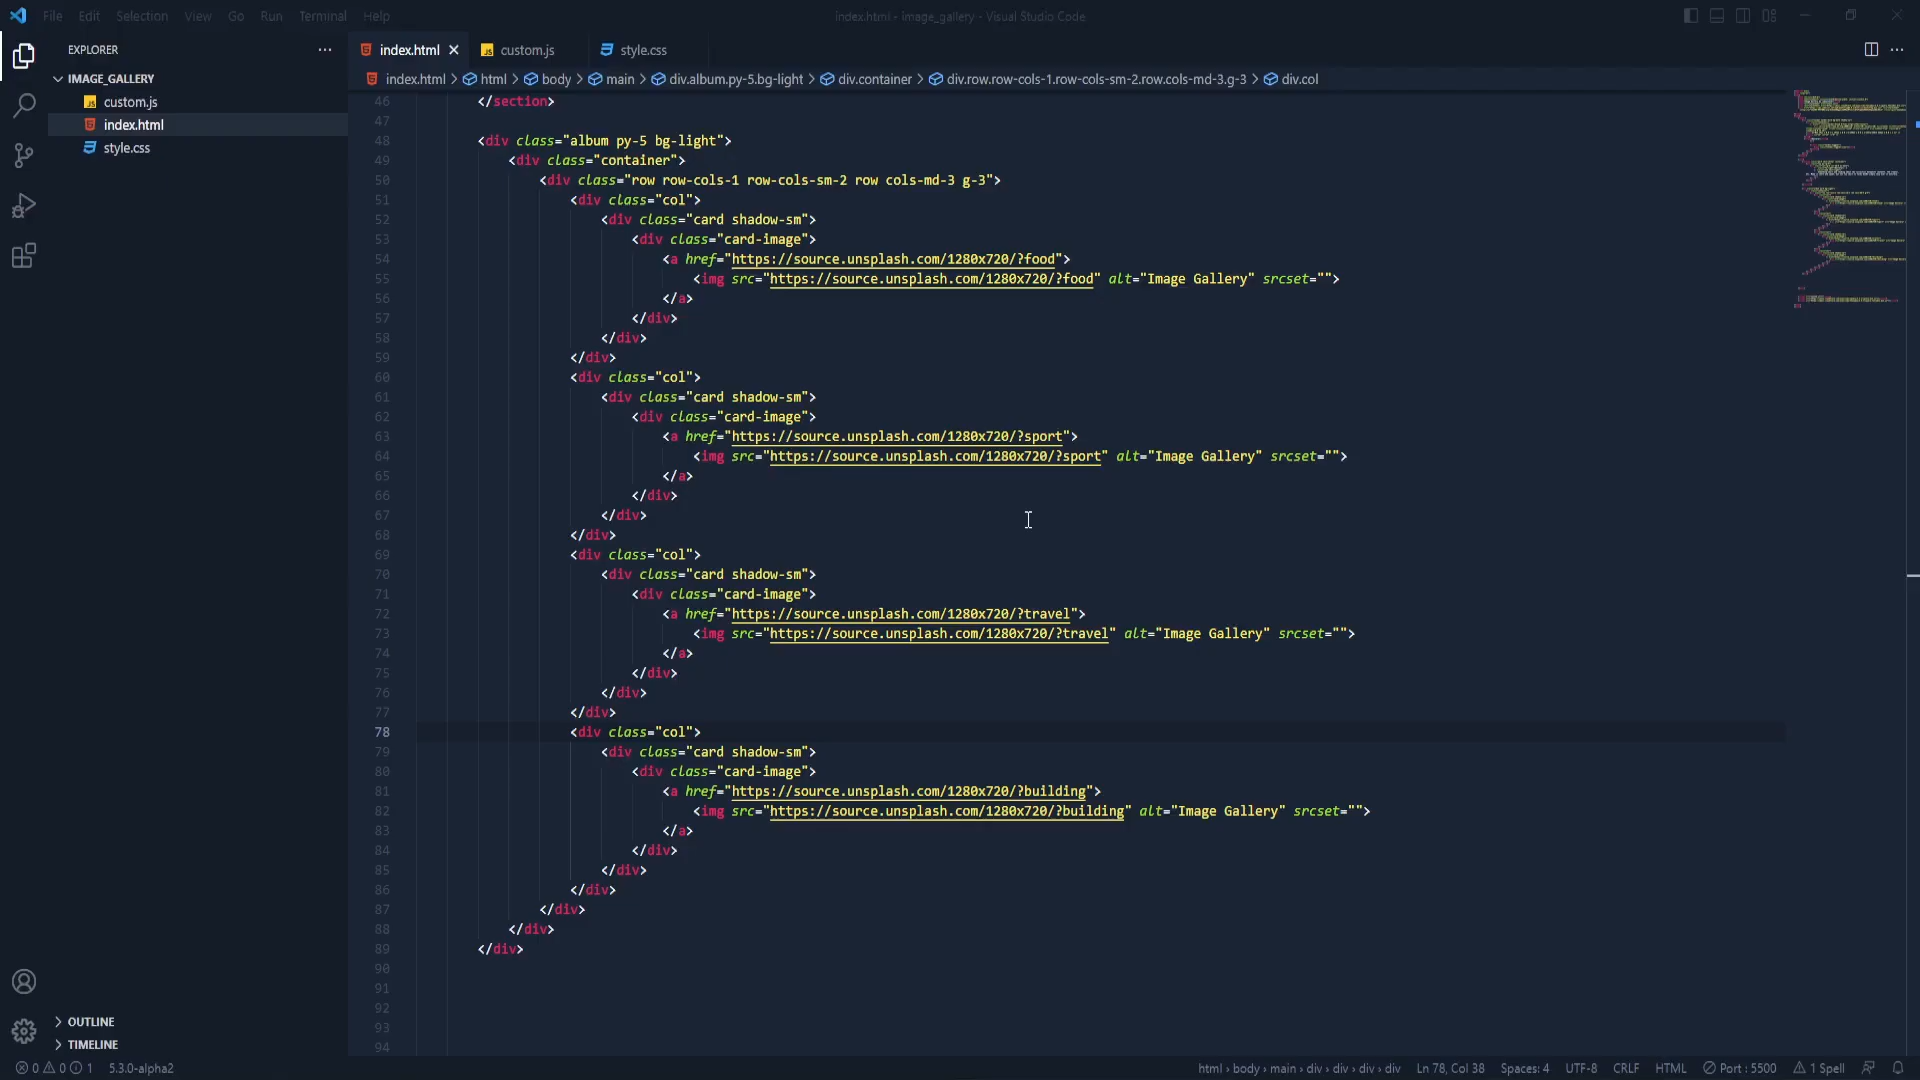 File Edit Selection View Go Run Terminal Help
index.html - image_gallery - Visual Studio Code
EXPLORER
IMAGE_GALLERY
custom.js
index.html
style.css
OUTLINE
TIMELINE
index.html custom.js style.css
index.html > html > body > main > div.album.py-5.bg-light > div.container > div.row.row-cols-1.row-cols-sm-2.row.cols-md-3.g-3 > div.col
46 </section>
47
48 <div class="album py-5 bg-light">
49 <div class="container">
50 <div class="row row-cols-1 row-cols-sm-2 row cols-md-3 g-3">
51 <div class="col">
52 <div class="card shadow-sm">
53 <div class="card-image">
54 <a href="https://source.unsplash.com/1280x720/?food">
55 <img src="https://source.unsplash.com/1280x720/?food" alt="Image Gallery" srcset="">
56 </a>
57 </div>
58 </div>
59 </div>
60 <div class="col">
61 <div class="card shadow-sm">
62 <div class="card-image">
63 <a href="https://source.unsplash.com/1280x720/?sport">
64 <img src="https://source.unsplash.com/1280x720/?sport" alt="Image Gallery" srcset="">
65 </a>
66 </div>
67 </div>
68 </div>
69 <div class="col">
70 <div class="card shadow-sm">
71 <div class="card-image">
72 <a href="https://source.unsplash.com/1280x720/?travel">
73 <img src="https://source.unsplash.com/1280x720/?travel" alt="Image Gallery" srcset="">
74 </a>
75 </div>
76 </div>
77 </div>
78 <div class="col">
79 <div class="card shadow-sm">
80 <div class="card-image">
81 <a href="https://source.unsplash.com/1280x720/?building">
82 <img src="https://source.unsplash.com/1280x720/?building" alt="Image Gallery" srcset="">
83 </a>
84 </div>
85 </div>
86 </div>
87 </div>
88 </div>
89 </div>
90
91
92
93
94
0 0 1 5.3.0-alpha2 html › body › main › div › div › div › div Ln 78, Col 38 Spaces: 4 UTF-8 CRLF HTML Port : 5500 1 Spell